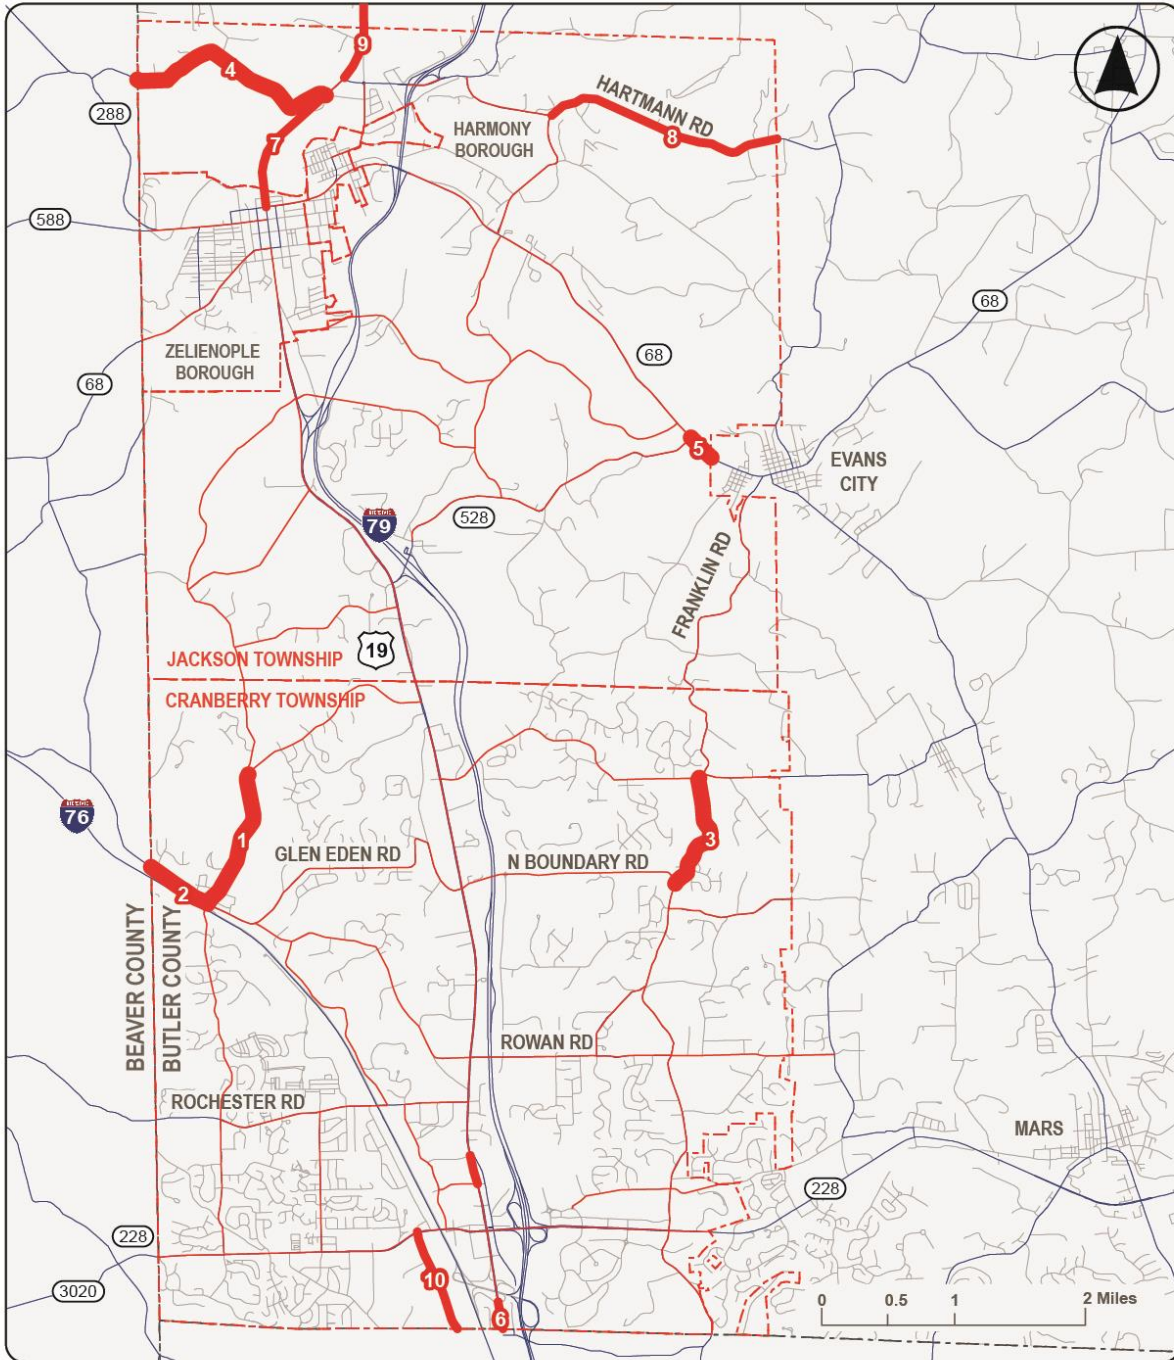 9
4
288
HARTMANN RD
HARMONY
BOROUGH
8
7
588
68
ZELIENOPLE
BOROUGH
68
68
5
EVANS
CITY
528
79
FRANKLIN RD
19
JACKSON TOWNSHIP
CRANBERRY TOWNSHIP
76
1
3
GLEN EDEN RD
N BOUNDARY RD
2
BEAVER COUNTY
BUTLER COUNTY
ROWAN RD
ROCHESTER RD
MARS
228
228
10
3020
6
0 0.5 1 2 Miles